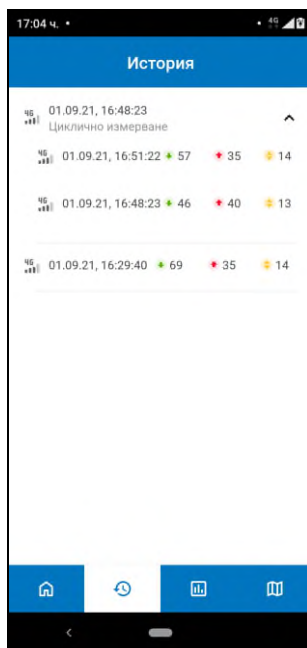 17:04 ч.
4G
История
4G 01.09.21, 16:48:23
Циклично измерване
4G 01.09.21, 16:51:22 57 35 14
4G 01.09.21, 16:48:23 46 40 13
4G 01.09.21, 16:29:40 69 35 14